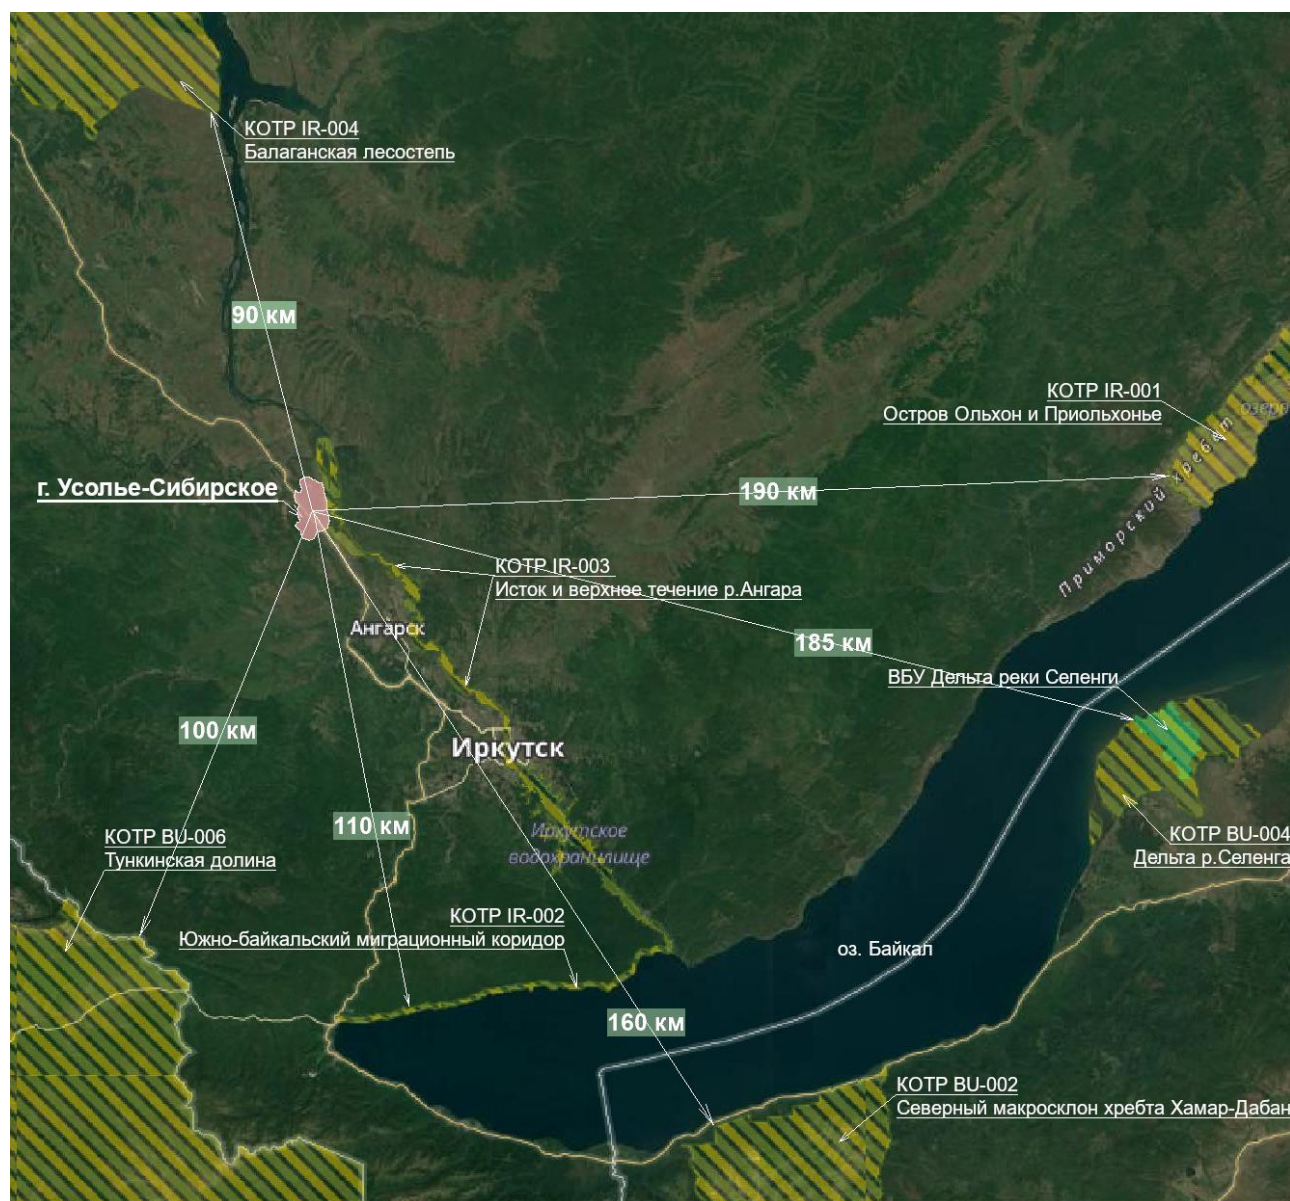 КОТР IR-004
Балаганская лесостепь
90 км
КОТР IR-001
Остров Ольхон и Приольхонье
озеро
Приморский хребет
г. Усолье-Сибирское
190 км
КОТР IR-003
Исток и верхнее течение р.Ангара
Ангарск
185 км
ВБУ Дельта реки Селенги
100 км
Иркутск
110 км
Иркутское
водохранилище
КОТР BU-006
Тункинская долина
КОТР BU-004
Дельта р.Селенга
КОТР IR-002
Южно-байкальский миграционный коридор
оз. Байкал
160 км
КОТР BU-002
Северный макросклон хребта Хамар-Дабан